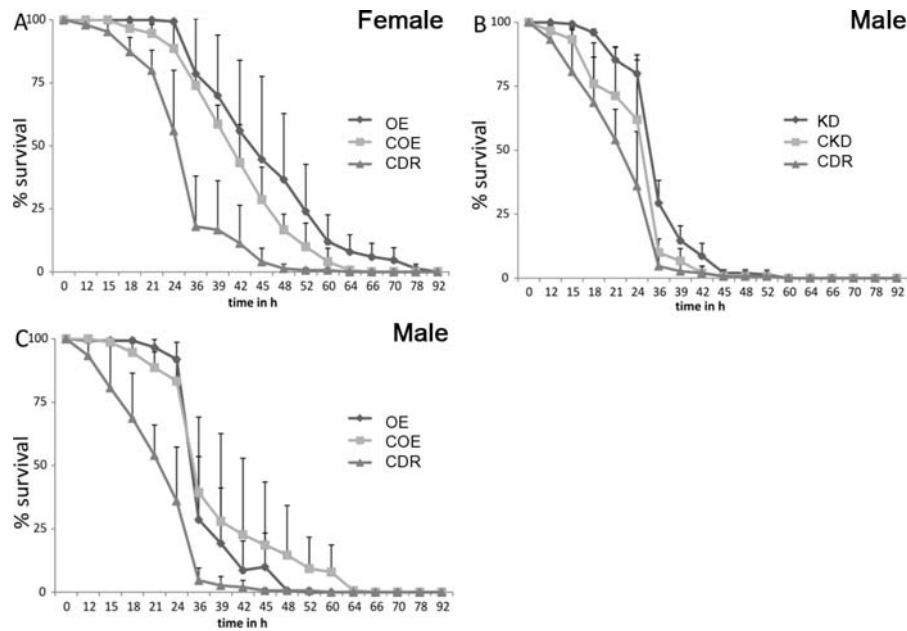 A
Female
100
75
50
25
0
% survival
OE
COE
CDR
0 12 15 18 21 24 36 39 42 45 48 52 60 64 66 70 78 92
time in h
B
Male
100
75
50
25
0
% survival
KD
CKD
CDR
0 12 15 18 21 24 36 39 42 45 48 52 60 64 66 70 78 92
time in h
C
Male
100
75
50
25
0
% survival
OE
COE
CDR
0 12 15 18 21 24 36 39 42 45 48 52 60 64 66 70 78 92
time in h